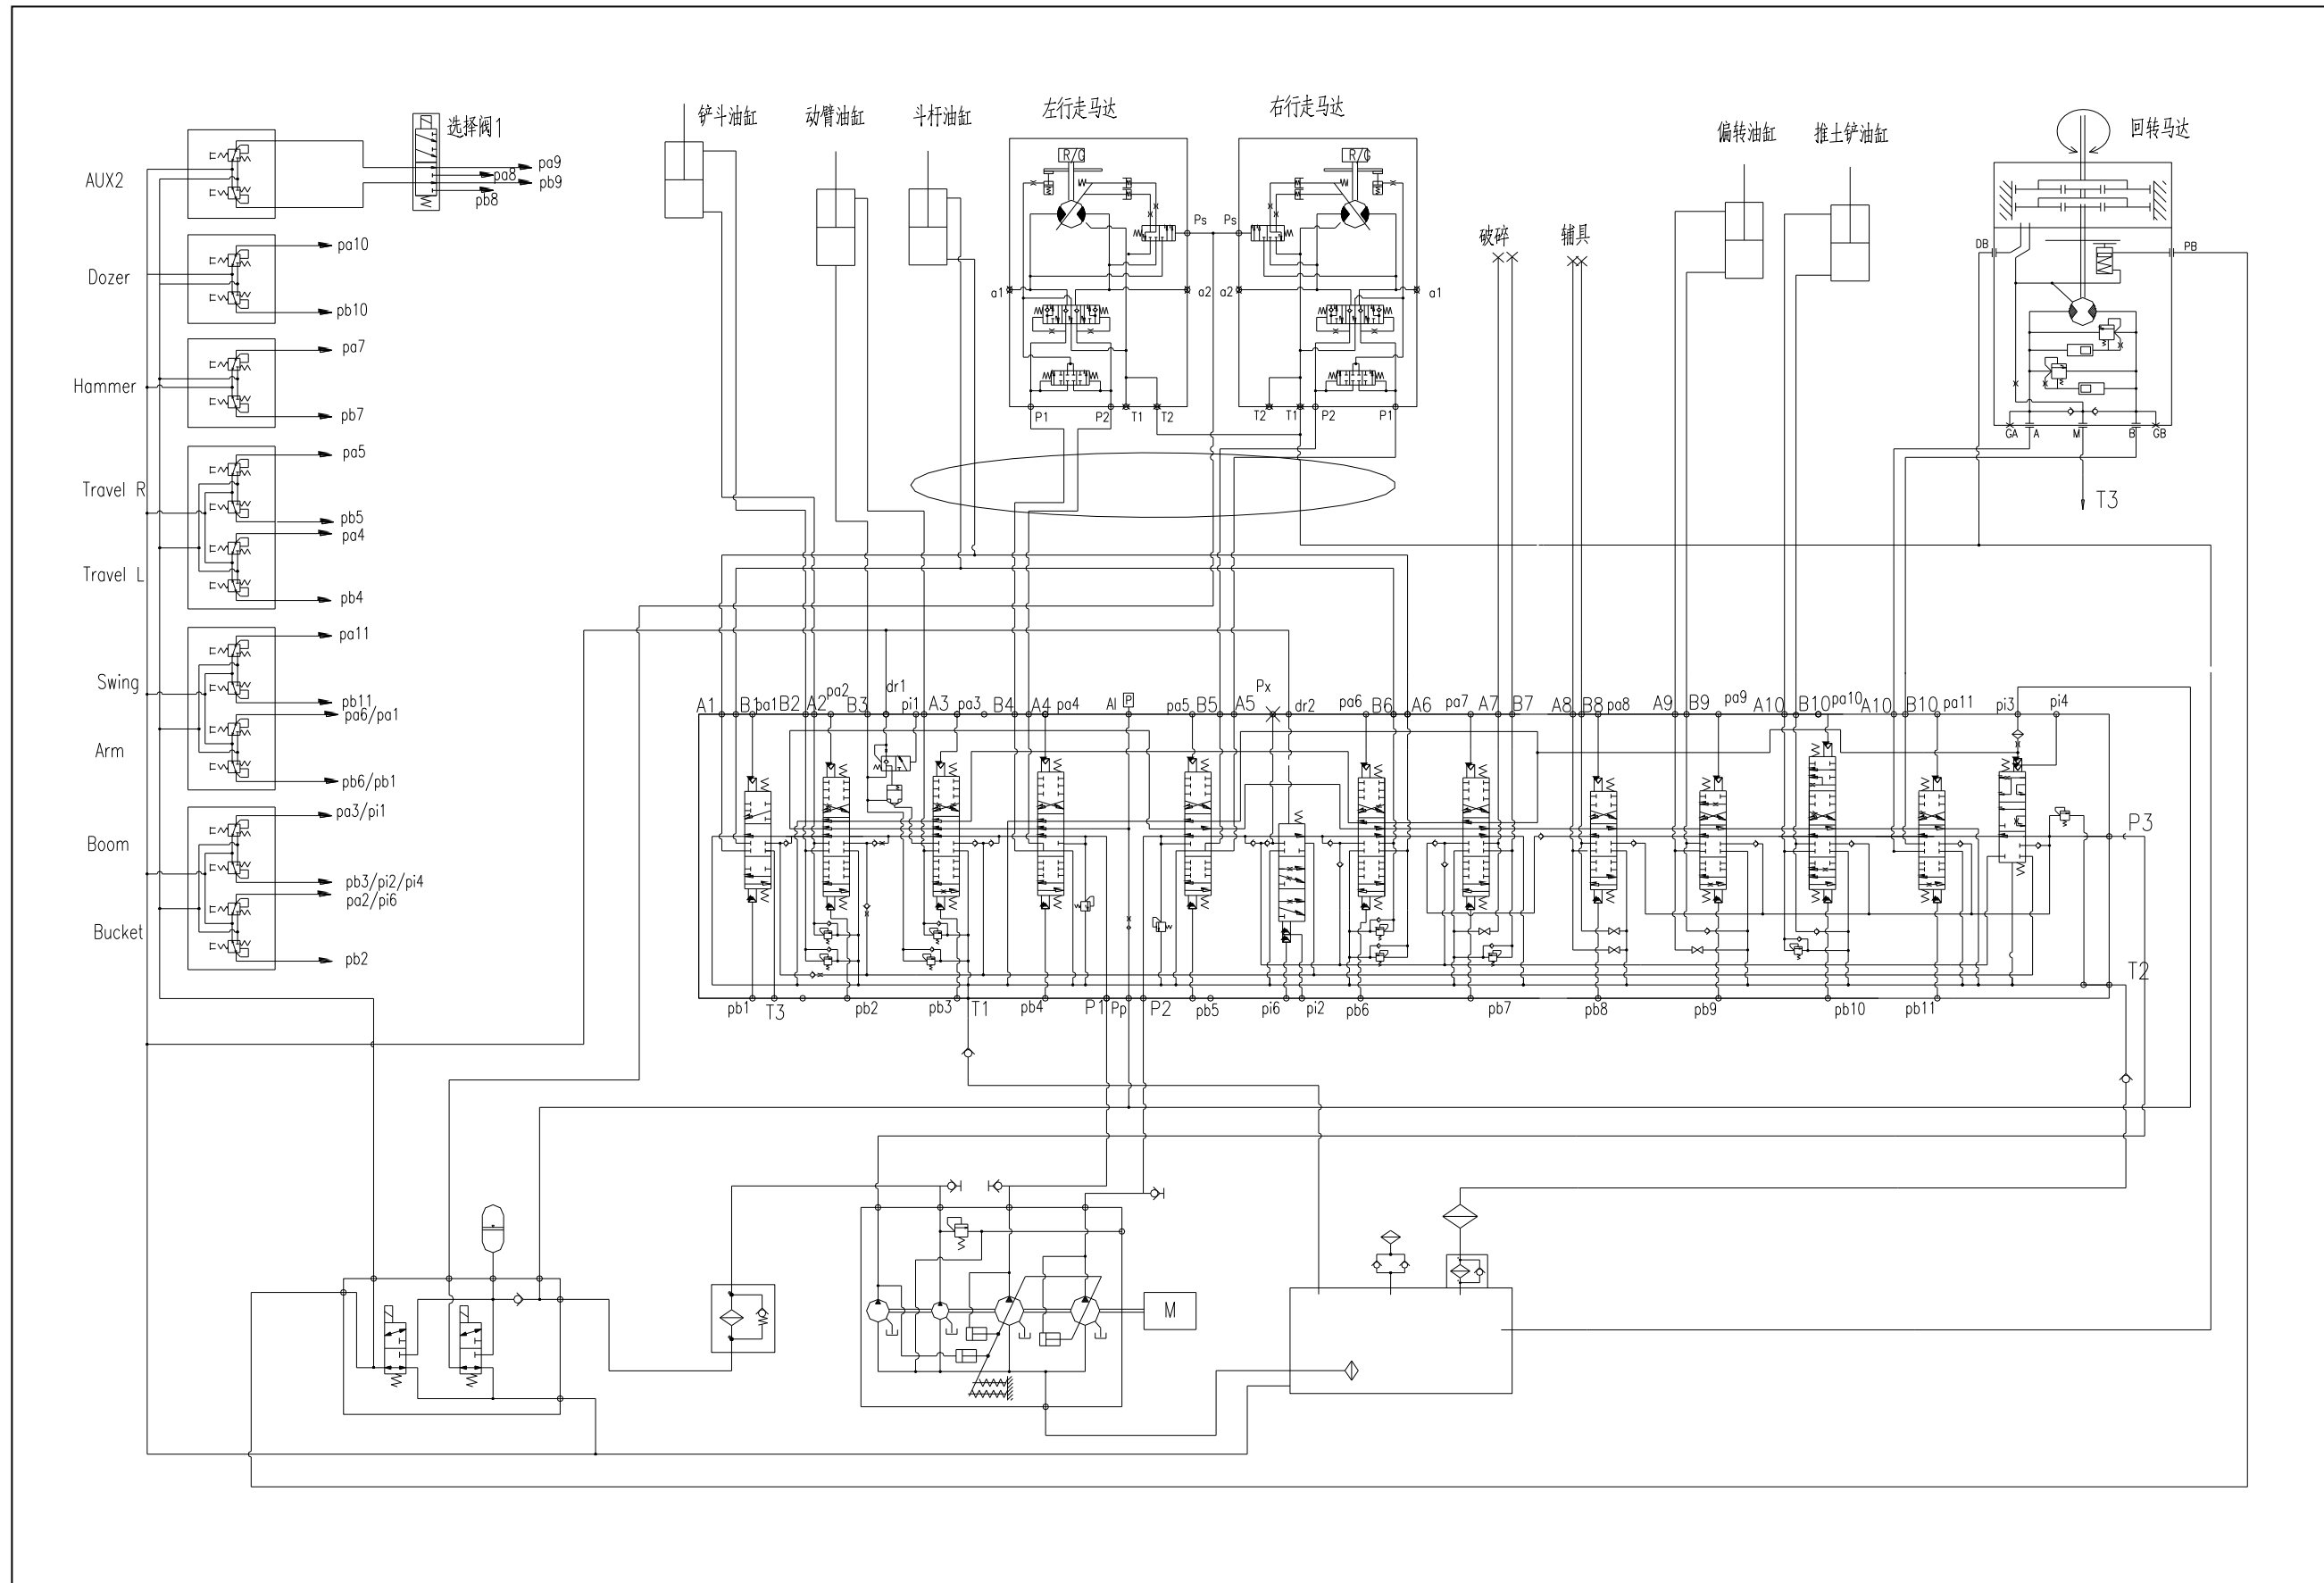 铲斗油缸
动臂油缸
斗杆油缸
左行走马达
右行走马达
偏转油缸
推土铲油缸
回转马达
选择阀1
破碎
辅具
AUX2
pa9
pa8
pb9
pb8
Dozer
pa10
pb10
Hammer
pa7
pb7
Travel R
pa5
pb5
Travel L
pa4
pb4
Swing
pa11
pb11
Arm
pa6/pa1
pb6/pb1
Boom
pa3/pi1
pb3/pi2/pi4
Bucket
pa2/pi6
pb2
R/G
R/G
Ps
Ps
a1
a2
a2
a1
P1
P2
T1
T2
T2
T1
P2
P1
DB
PB
GA
A
M
B
GB
T3
A1
B1
pa1
B2
A2
pa2
B3
dr1
pi1
A3
pa3
B4
A4
pa4
AI
P
pa5
B5
A5
Px
dr2
pa6
B6
A6
pa7
A7
B7
A8
B8
pa8
A9
B9
pa9
A10
B10
pa10
A10
B10
pa11
pi3
pi4
P3
T2
pb1
T3
pb2
pb3
T1
pb4
P1
Pp
P2
pb5
pi6
pi2
pb6
pb7
pb8
pb9
pb10
pb11
M